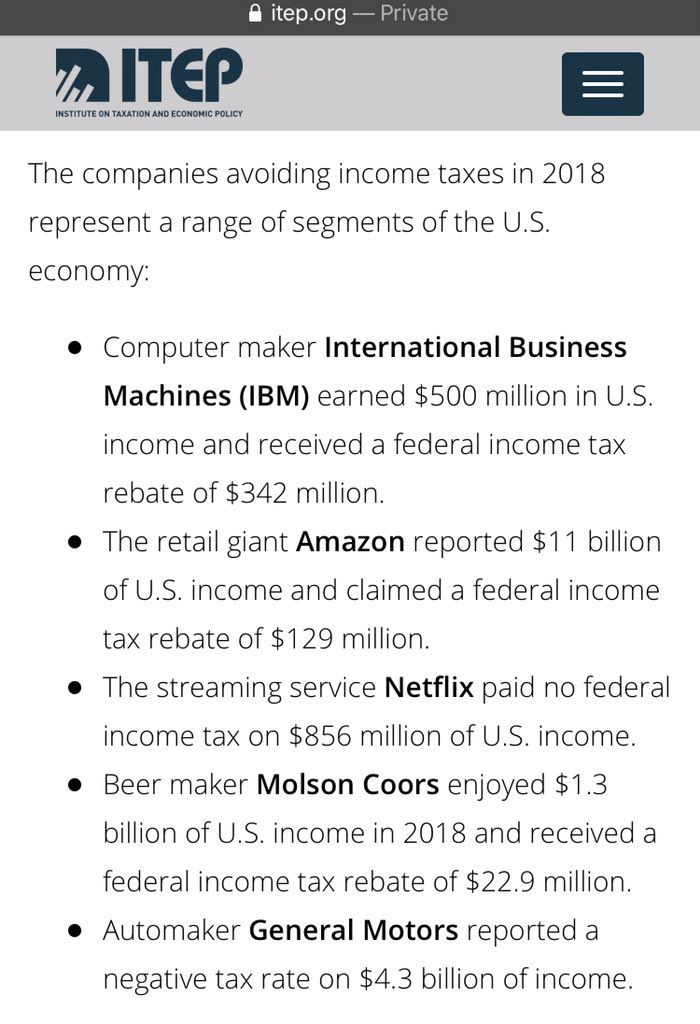 itep.org — Private
ITEP
INSTITUTE ON TAXATION AND ECONOMIC POLICY
The companies avoiding income taxes in 2018
represent a range of segments of the U.S.
economy:
● Computer maker International Business
Machines (IBM) earned $500 million in U.S.
income and received a federal income tax
rebate of $342 million.
● The retail giant Amazon reported $11 billion
of U.S. income and claimed a federal income
tax rebate of $129 million.
● The streaming service Netflix paid no federal
income tax on $856 million of U.S. income.
● Beer maker Molson Coors enjoyed $1.3
billion of U.S. income in 2018 and received a
federal income tax rebate of $22.9 million.
● Automaker General Motors reported a
negative tax rate on $4.3 billion of income.